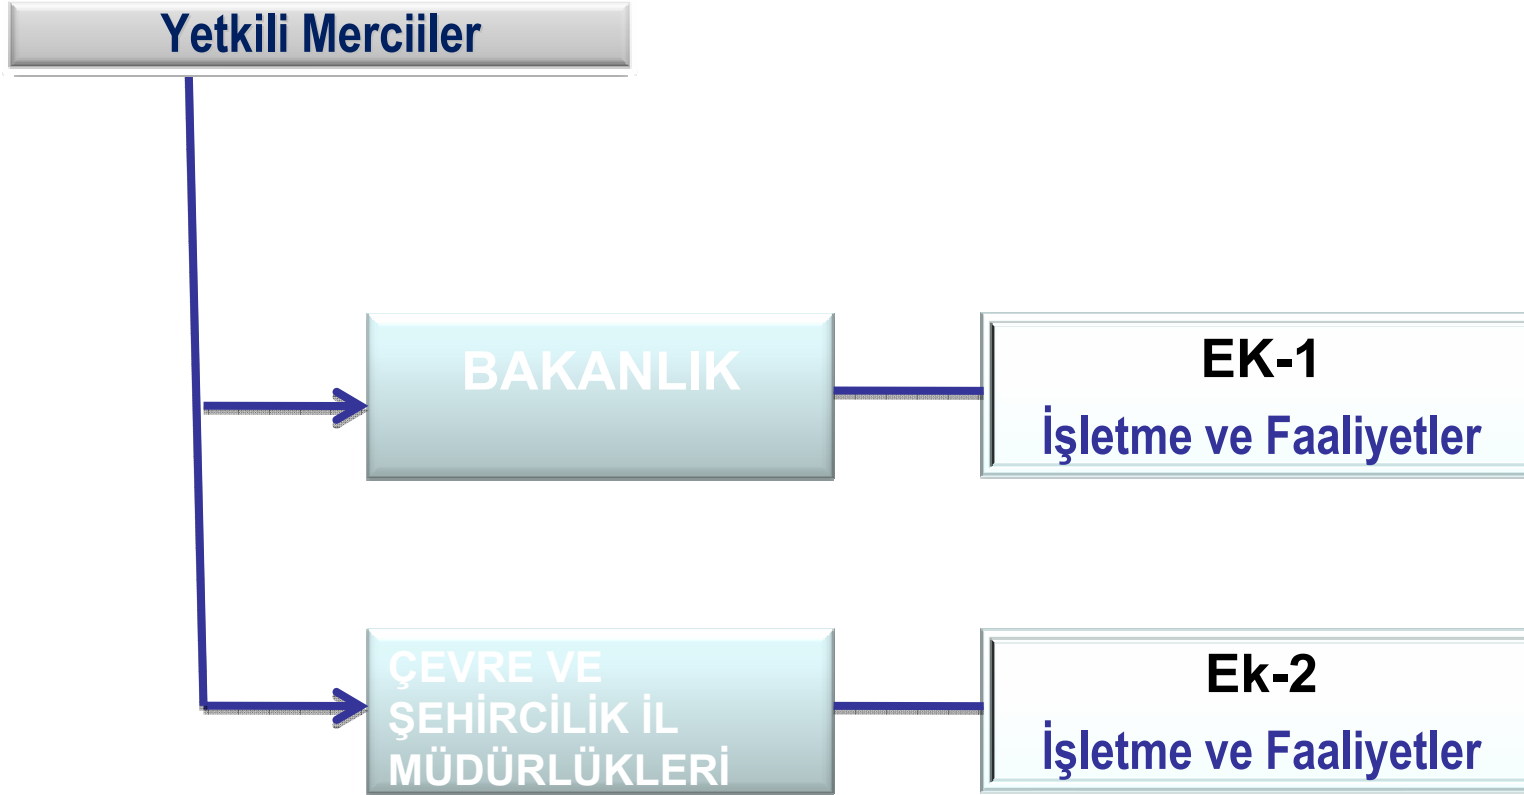 Yetkili Merciiler
BAKANLIK
EK-1
İşletme ve Faaliyetler
ÇEVRE VE
ŞEHİRCİLİK İL
MÜDÜRLÜKLERİ
Ek-2
İşletme ve Faaliyetler